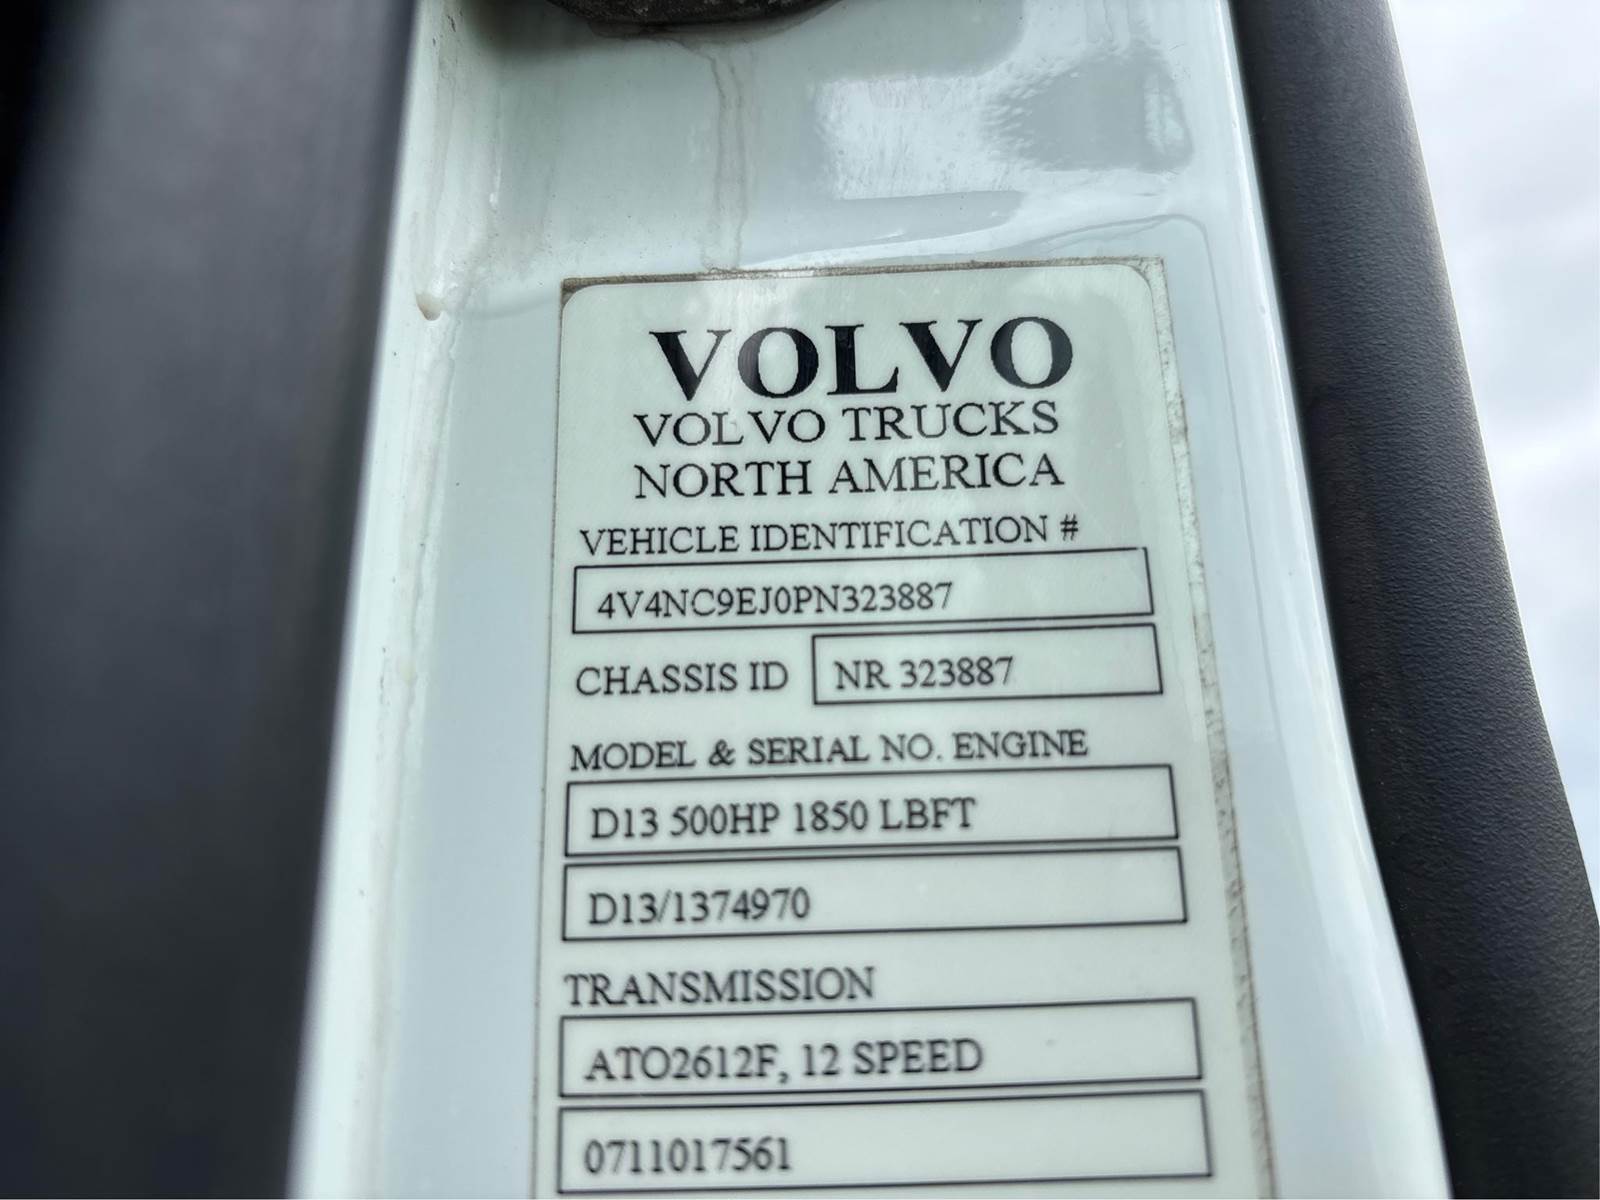 VOLVO
VOLVO TRUCKS
NORTH AMERICA
VEHICLE IDENTIFICATION #
4V4NC9EJ0PN323887
CHASSIS ID NR 323887
MODEL & SERIAL NO. ENGINE
D13 500HP 1850 LBFT
D13/1374970
TRANSMISSION
ATO2612F, 12 SPEED
0711017561